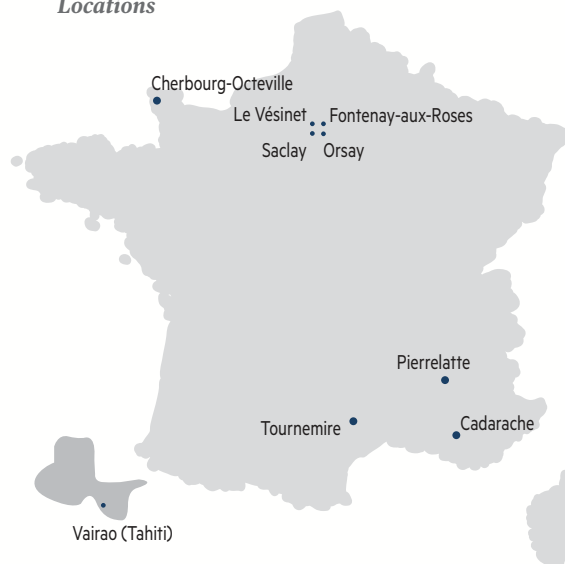 Locations
Cherbourg-Octeville
Le Vésinet
Fontenay-aux-Roses
Saclay
Orsay
Pierrelatte
Tournemire
Cadarache
Vairao (Tahiti)